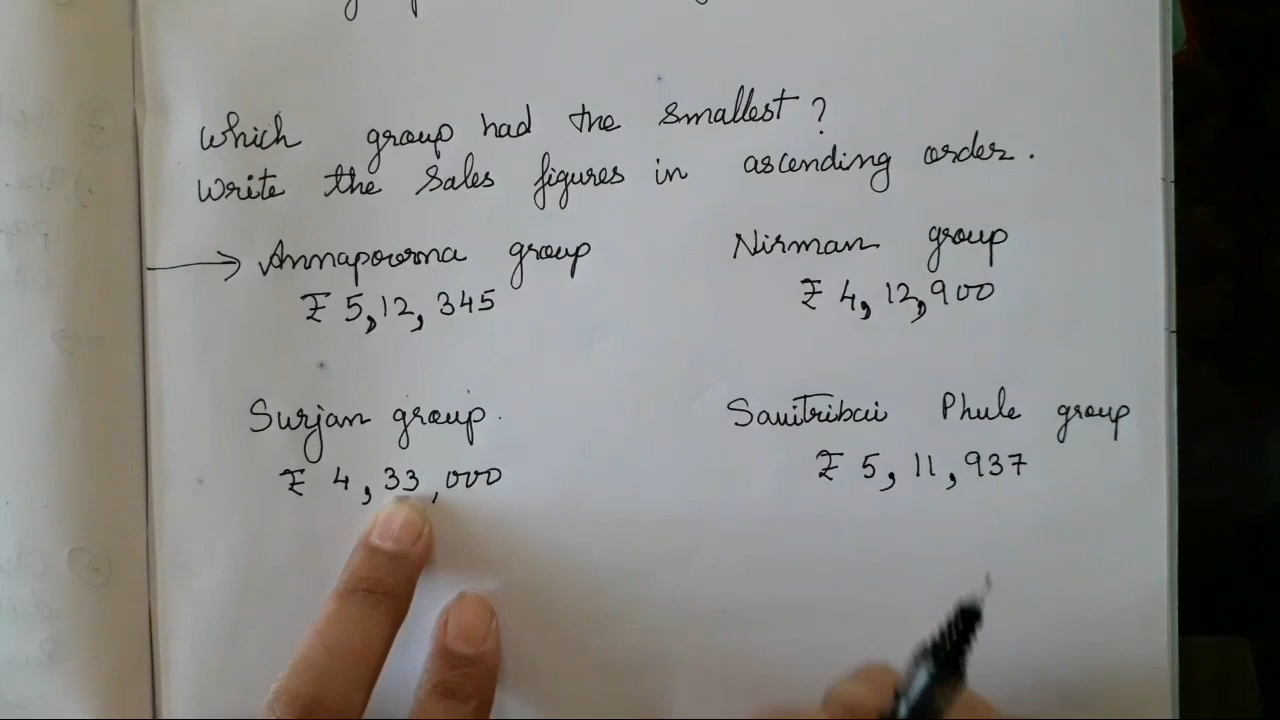 Which group had the smallest?
Write the Sales figures in ascending order.
→ Annapoorna group
₹ 5,12,345
Nirman group
₹ 4,12,900
Surjan group.
₹ 4,33,000
Savitribai Phule group
₹ 5,11,937